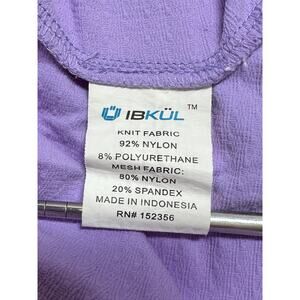 IBKÜL™
KNIT FABRIC
92% NYLON
8% POLYURETHANE
MESH FABRIC:
80% NYLON
20% SPANDEX
MADE IN INDONESIA
RN# 152356